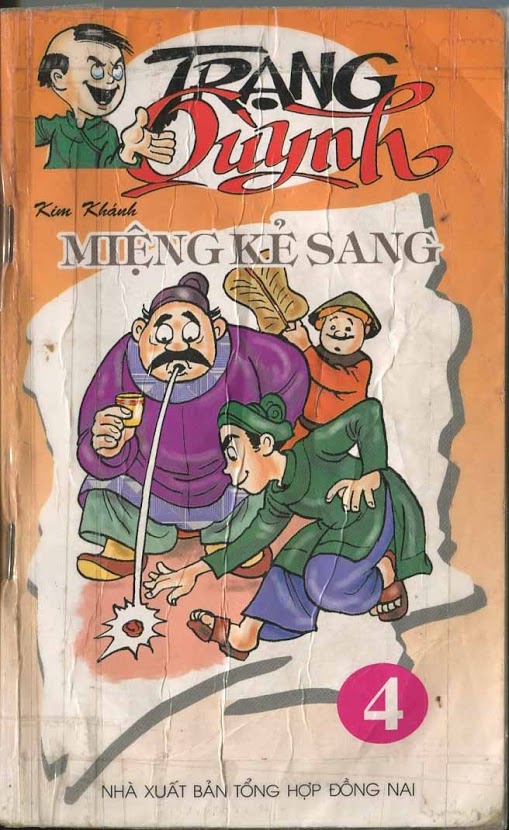 TRẠNG
Quỳnh
Kim Khánh
MIỆNG KẺ SANG
4
NHÀ XUẤT BẢN TỔNG HỢP ĐỒNG NAI